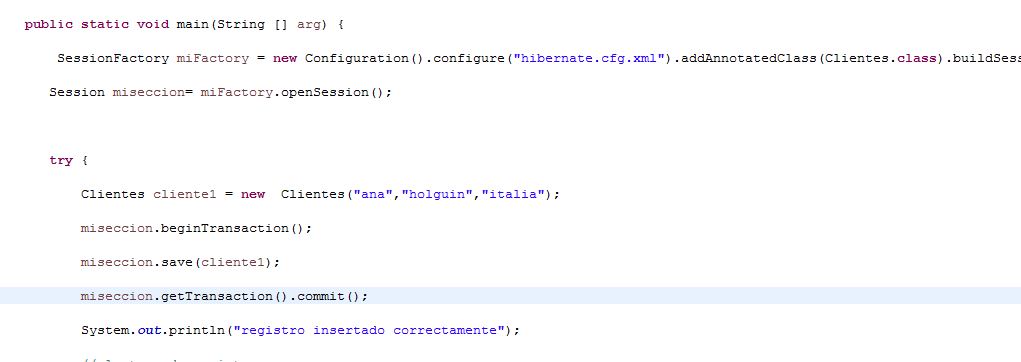 public static void main(String [] arg) {
SessionFactory miFactory = new Configuration().configure("hibernate.cfg.xml").addAnnotatedClass(Clientes.class).buildSess
Session miseccion= miFactory.openSession();
try {
Clientes cliente1 = new  Clientes("ana","holguin","italia");
miseccion.beginTransaction();
miseccion.save(cliente1);
miseccion.getTransaction().commit();
System.out.println("registro insertado correctamente");